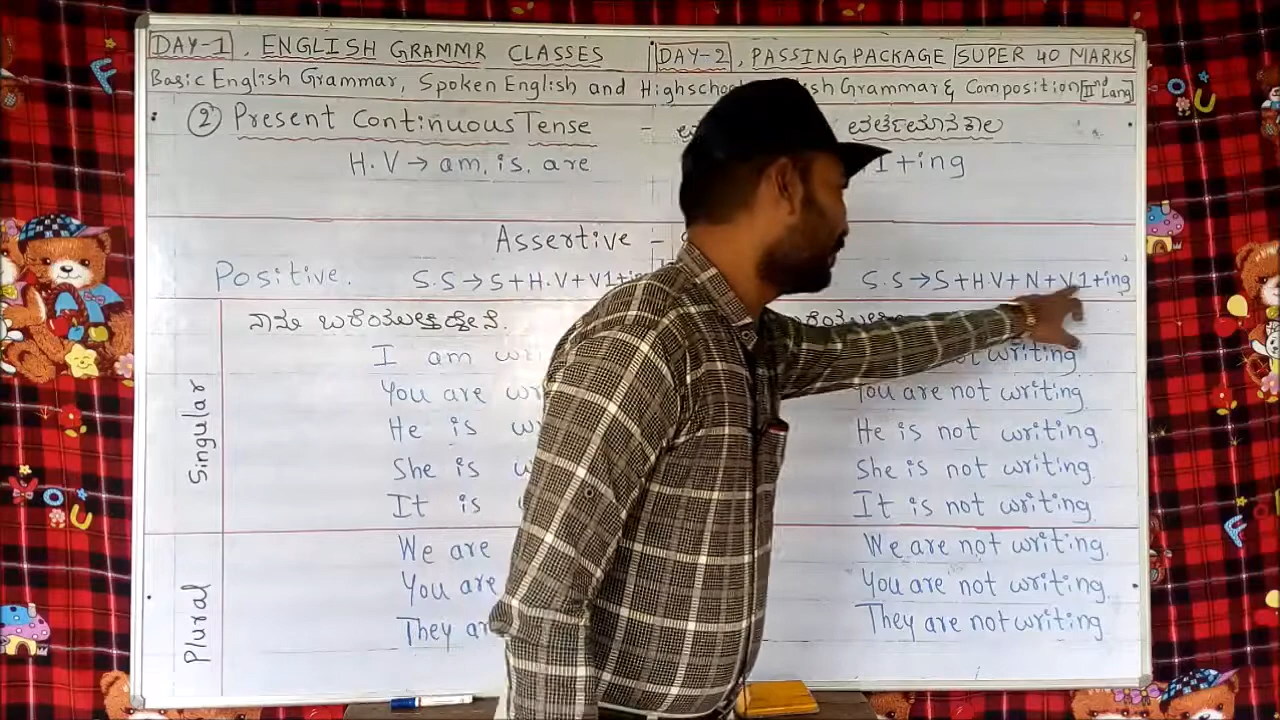 DAY-1, ENGLISH GRAMMR CLASSES DAY-2, PASSING PACKAGE SUPER 40 MARKS
Basic English Grammar, Spoken English and Highschool English Grammar & Composition [IInd Lang]
② Present Continuous Tense -
H.V → am, is, are +ing
Assertive -
Positive. S.S → S+H.V+V1+ing S.S → S+H.V+N+V1+ing
ನಾನು
I am not writing
You are You are not writing.
He is He is not writing.
She is She is not writing.
It is It is not writing.
Singular
We are We are not writing.
You are You are not writing.
They They are not writing
Plural